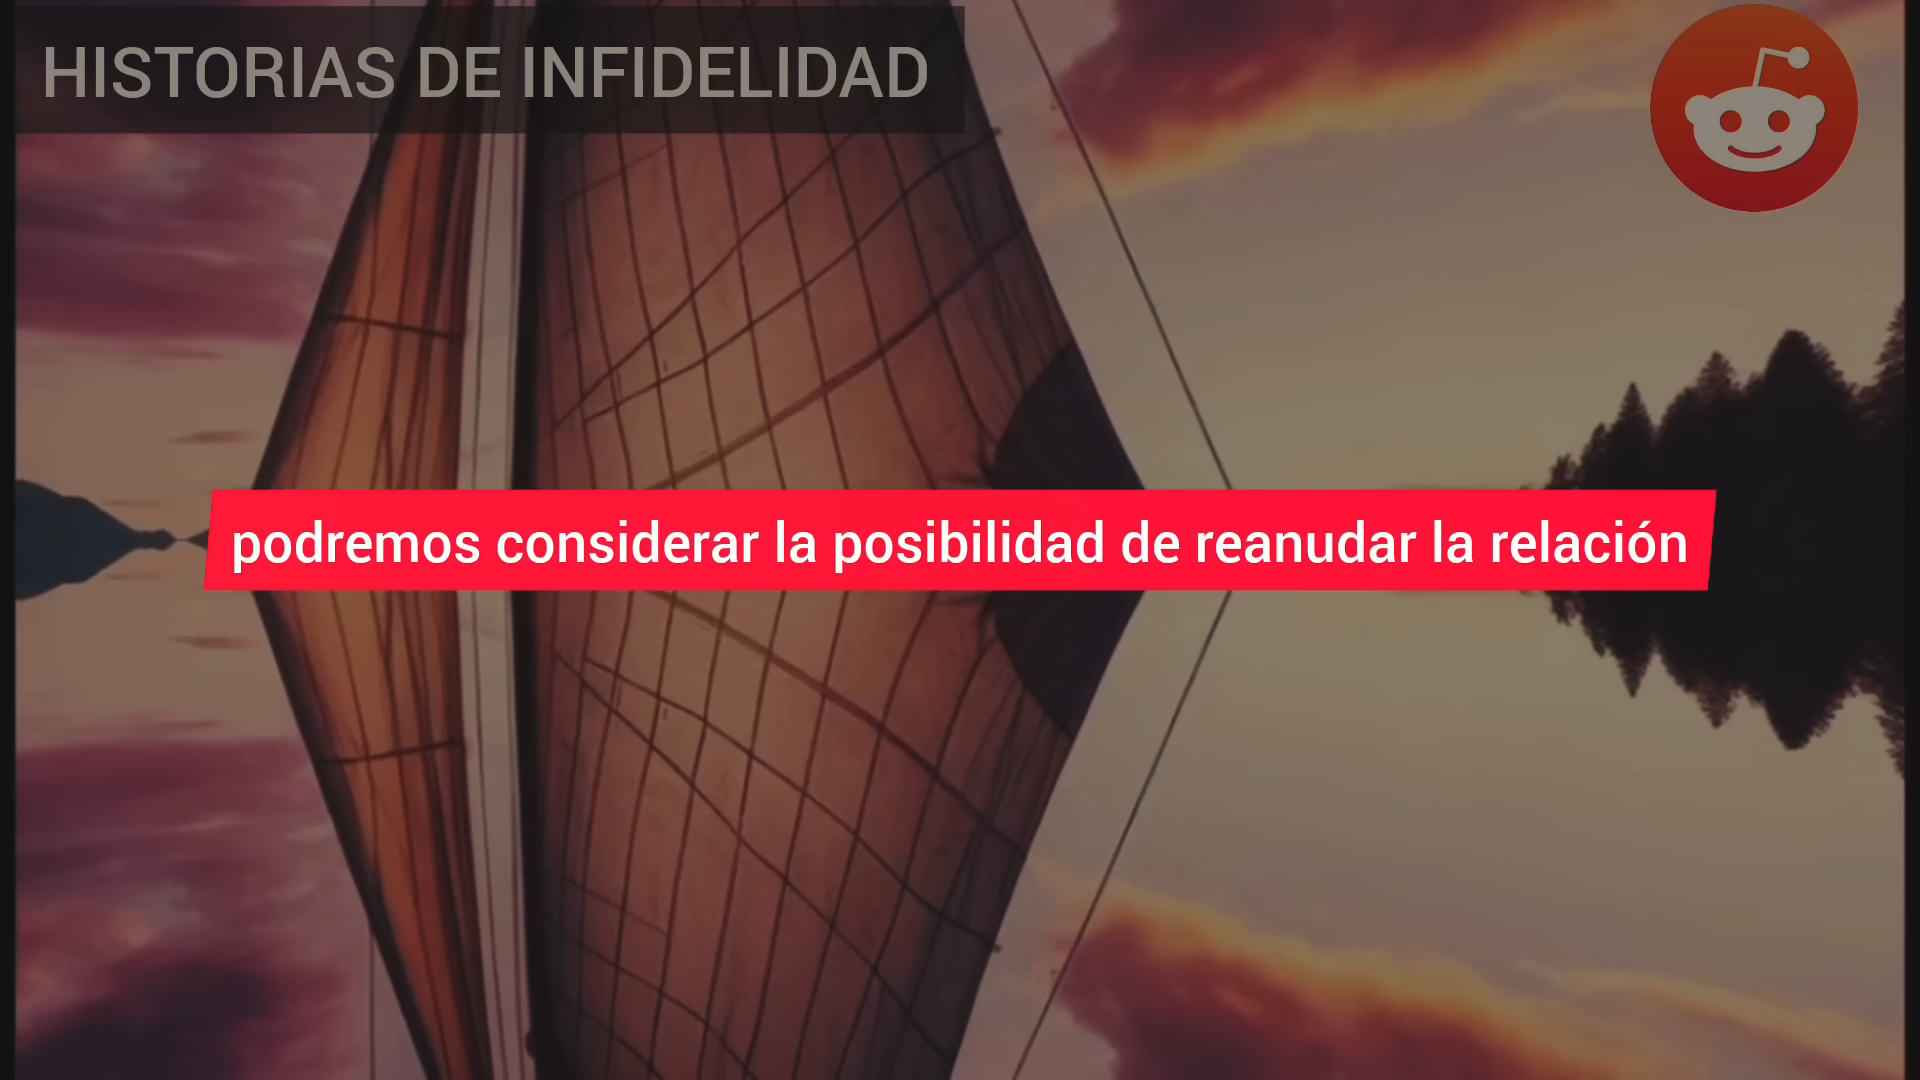 HISTORIAS DE INFIDELIDAD
podremos considerar la posibilidad de reanudar la relación